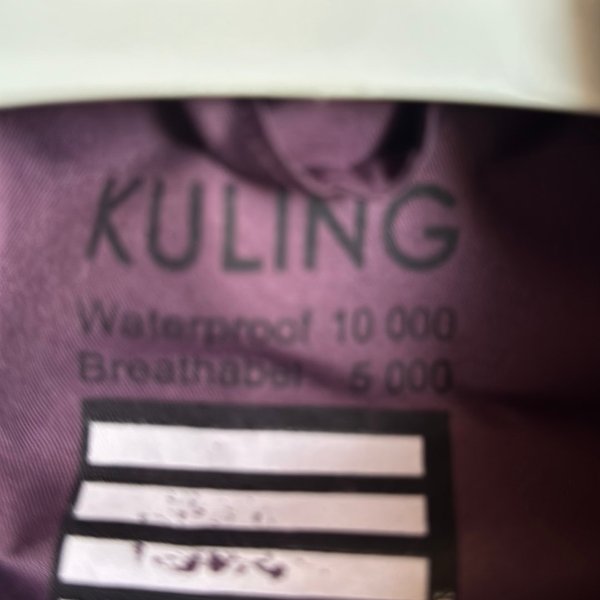 KULING
Waterproof 10 000
Breathabel 5 000